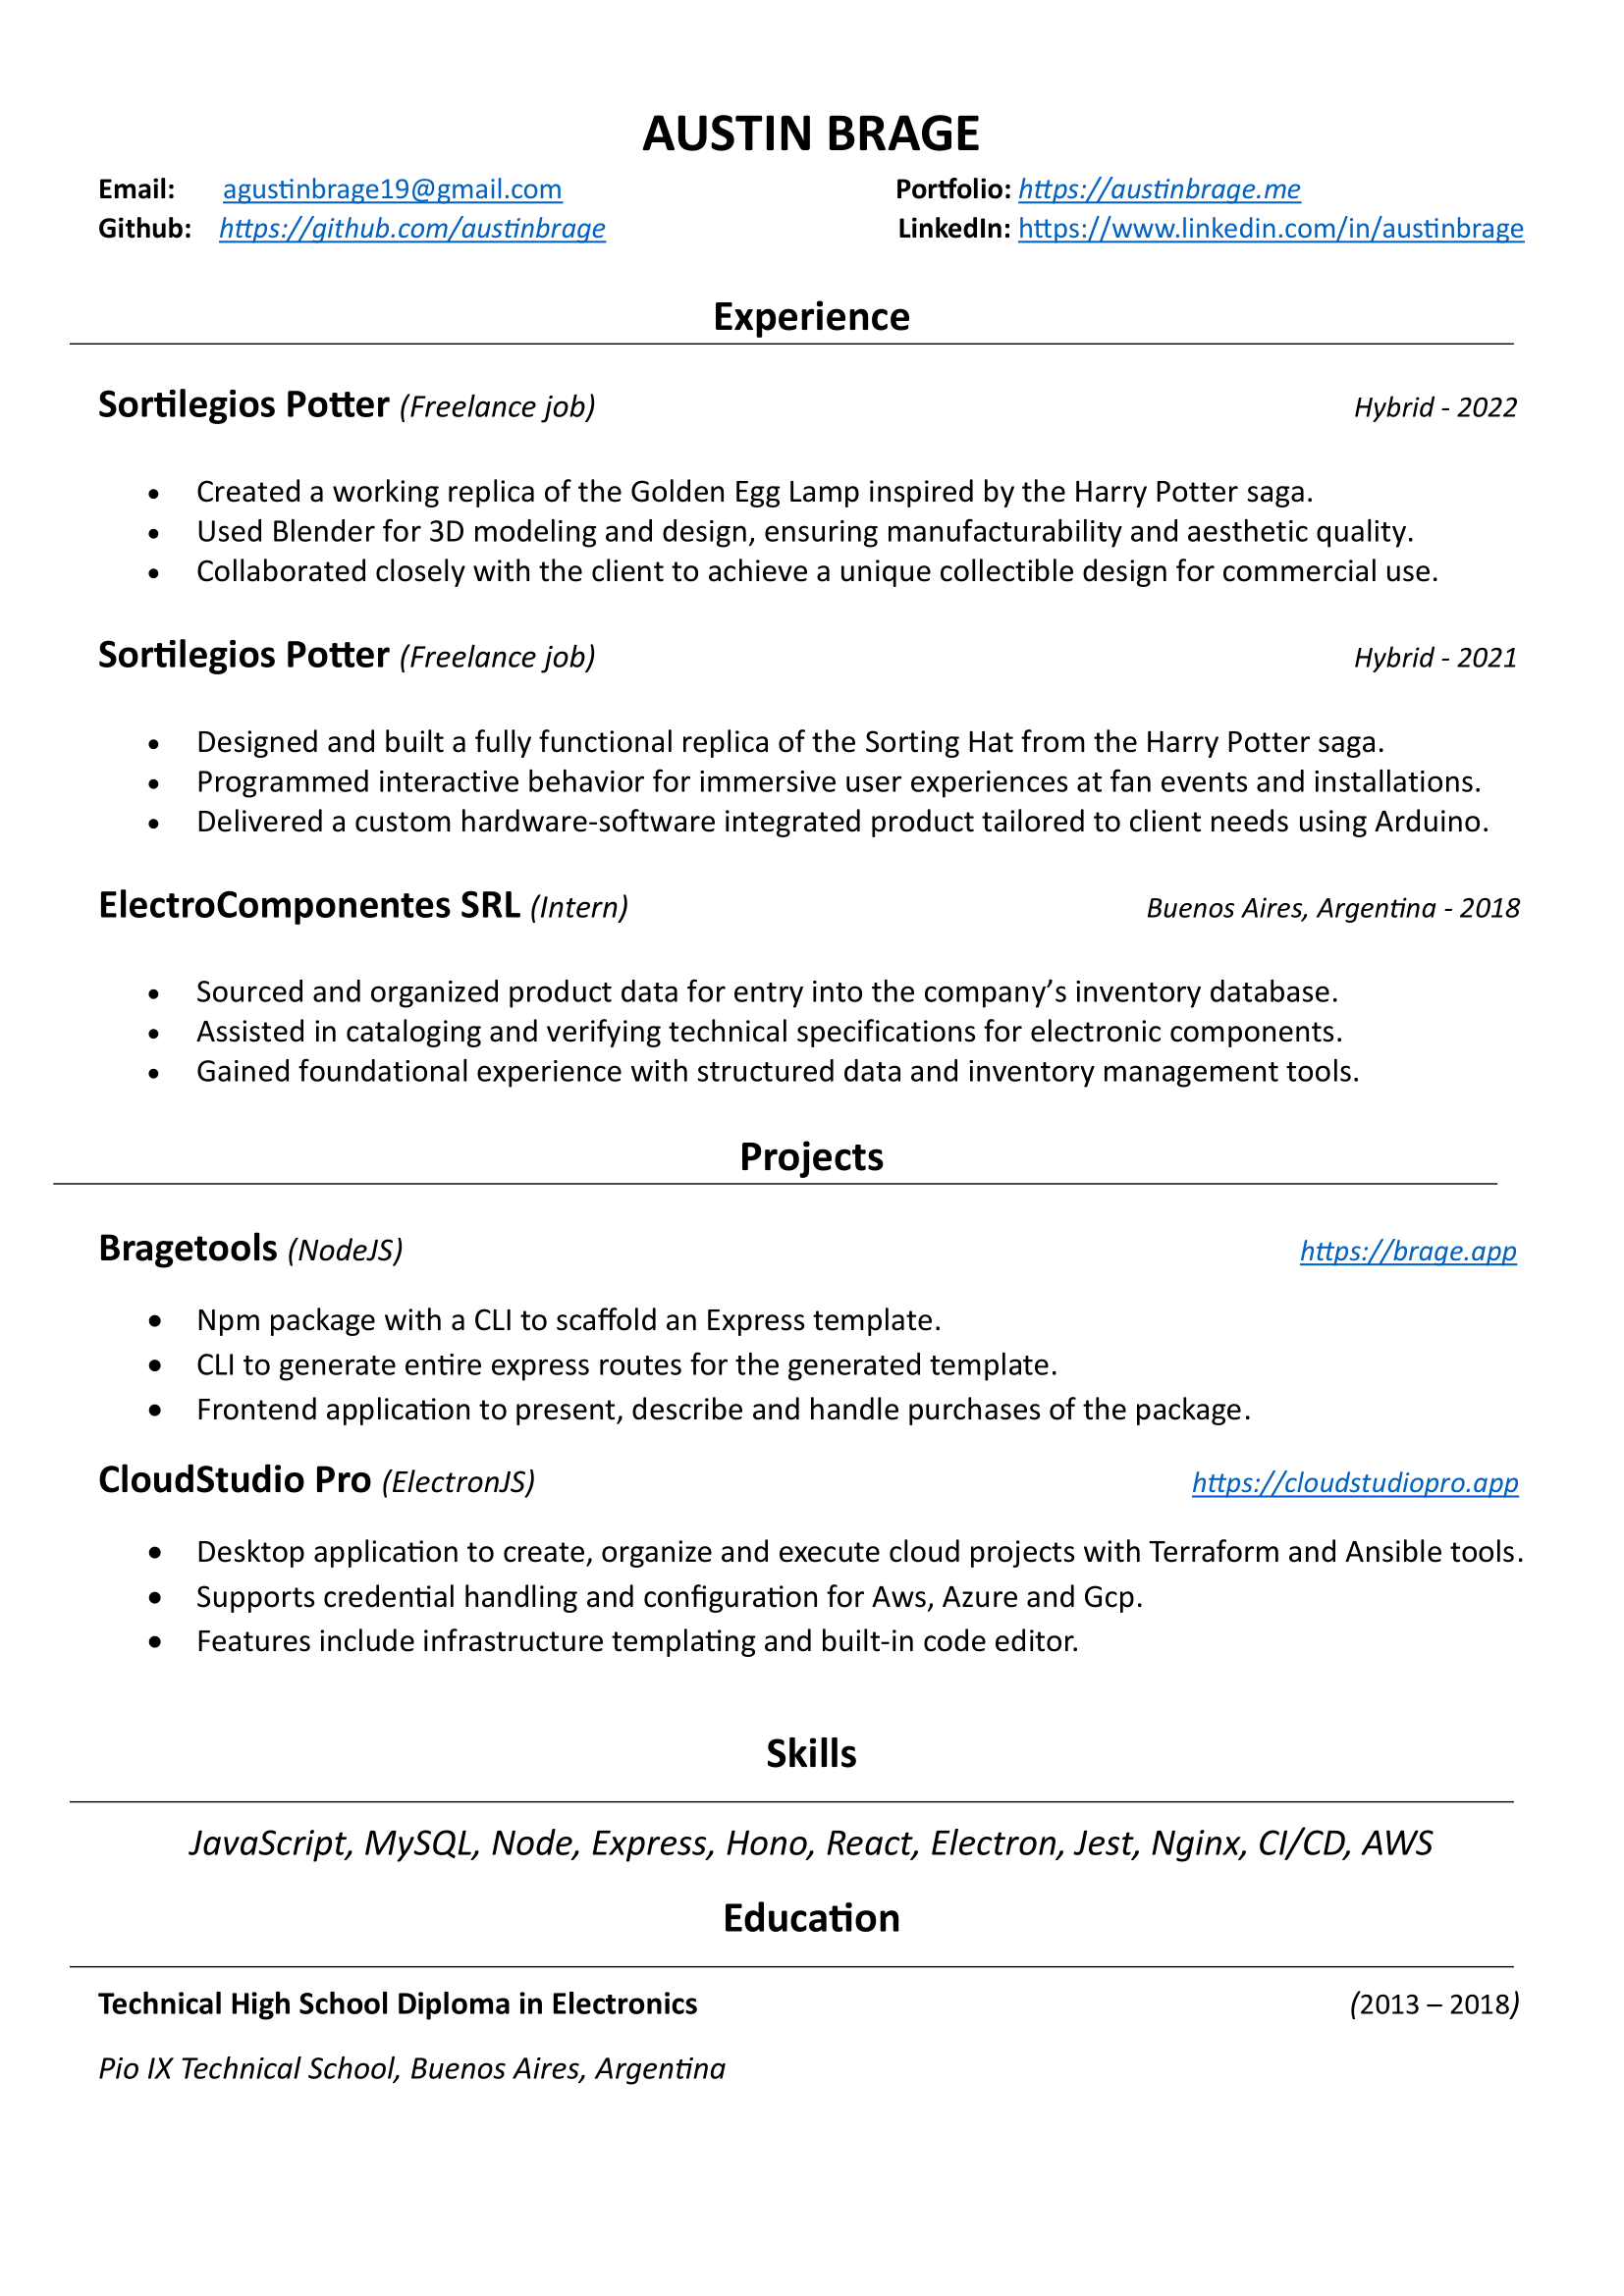 AUSTIN BRAGE
Email: agustinbrage19@gmail.com Portfolio: https://austinbrage.me
Github: https://github.com/austinbrage LinkedIn: https://www.linkedin.com/in/austinbrage
Experience
Sortilegios Potter (Freelance job) Hybrid - 2022
• Created a working replica of the Golden Egg Lamp inspired by the Harry Potter saga.
• Used Blender for 3D modeling and design, ensuring manufacturability and aesthetic quality.
• Collaborated closely with the client to achieve a unique collectible design for commercial use.
Sortilegios Potter (Freelance job) Hybrid - 2021
• Designed and built a fully functional replica of the Sorting Hat from the Harry Potter saga.
• Programmed interactive behavior for immersive user experiences at fan events and installations.
• Delivered a custom hardware-software integrated product tailored to client needs using Arduino.
ElectroComponentes SRL (Intern) Buenos Aires, Argentina - 2018
• Sourced and organized product data for entry into the company’s inventory database.
• Assisted in cataloging and verifying technical specifications for electronic components.
• Gained foundational experience with structured data and inventory management tools.
Projects
Bragetools (NodeJS) https://brage.app
• Npm package with a CLI to scaffold an Express template.
• CLI to generate entire express routes for the generated template.
• Frontend application to present, describe and handle purchases of the package.
CloudStudio Pro (ElectronJS) https://cloudstudiopro.app
• Desktop application to create, organize and execute cloud projects with Terraform and Ansible tools.
• Supports credential handling and configuration for Aws, Azure and Gcp.
• Features include infrastructure templating and built-in code editor.
Skills
JavaScript, MySQL, Node, Express, Hono, React, Electron, Jest, Nginx, CI/CD, AWS
Education
Technical High School Diploma in Electronics (2013 – 2018)
Pio IX Technical School, Buenos Aires, Argentina